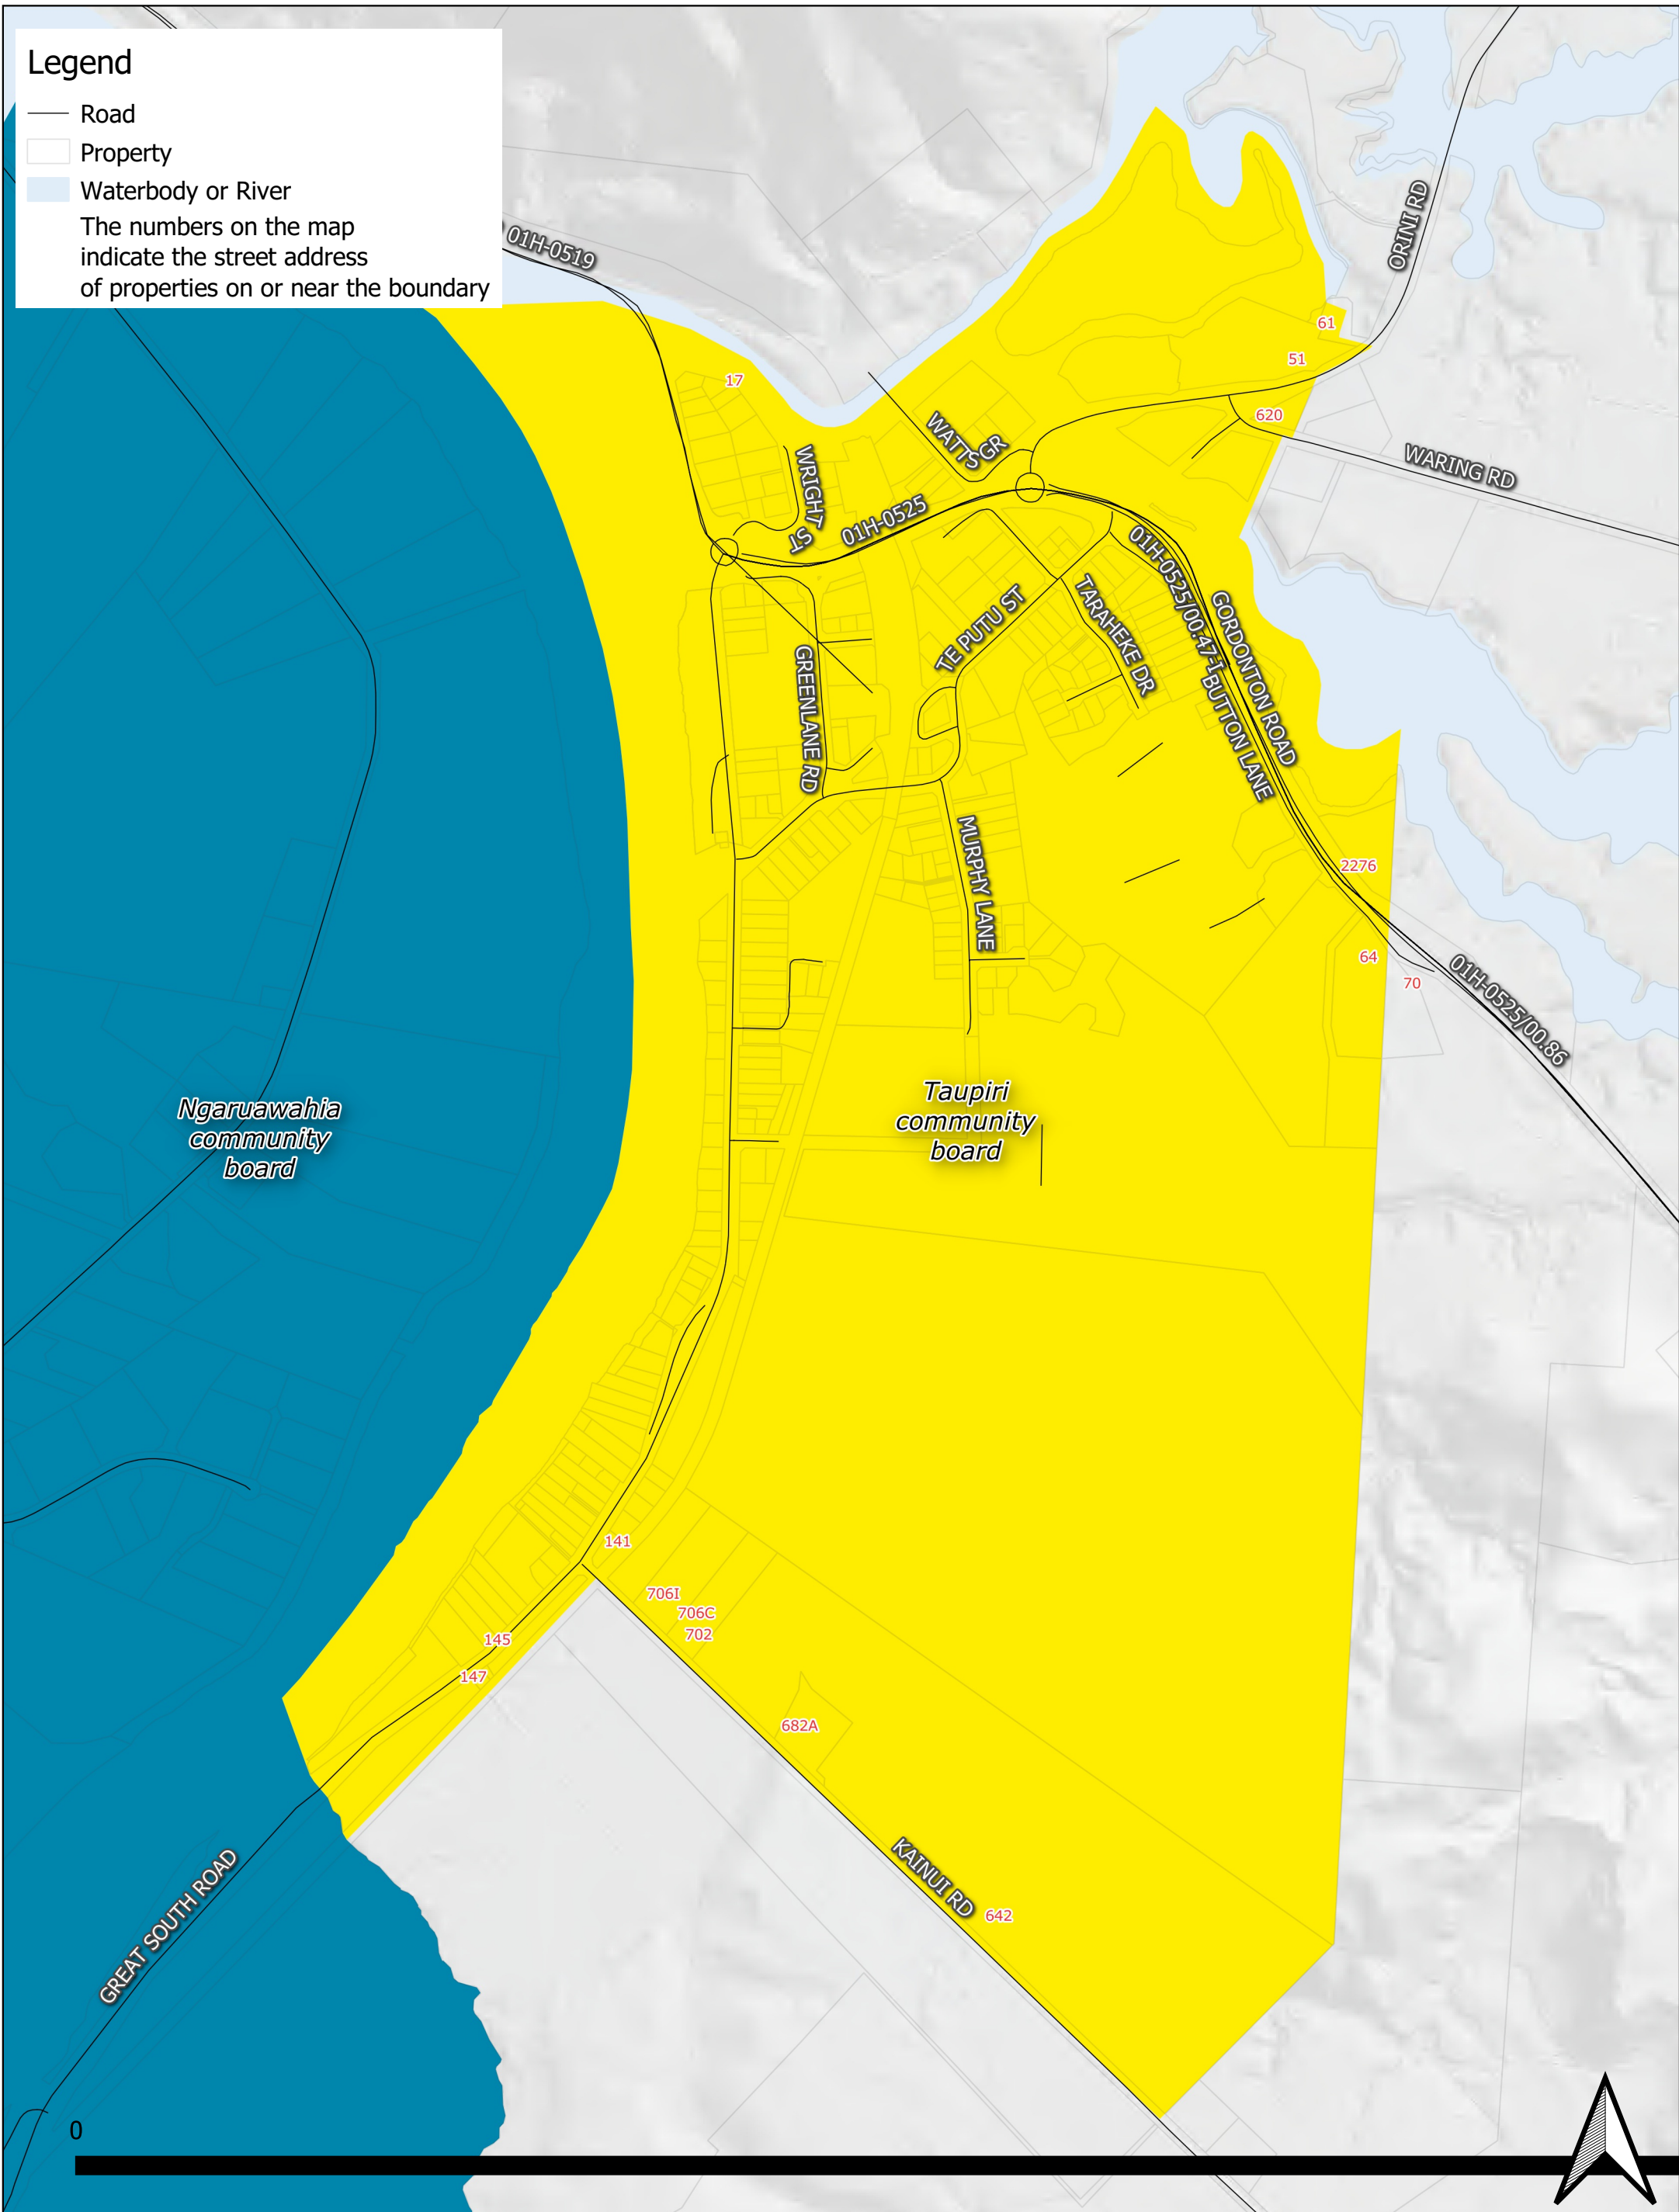 Legend
Road
Property
Waterbody or River
The numbers on the map
indicate the street address
of properties on or near the boundary
01H-0519
ORINI RD
61
51
17
620
WATTS GR
WARING RD
WRIGHT ST
01H-0525
01H-0525/00.47-I
TE PUTU ST
TARAHEKE DR
GORDONTON ROAD
GREENLANE RD
BUTTON LANE
MURPHY LANE
2276
64
70
01H-0525/00.86
Ngaruawahia
community
board
Taupiri
community
board
141
706I
706C
702
145
147
682A
KAINUI RD
642
GREAT SOUTH ROAD
0